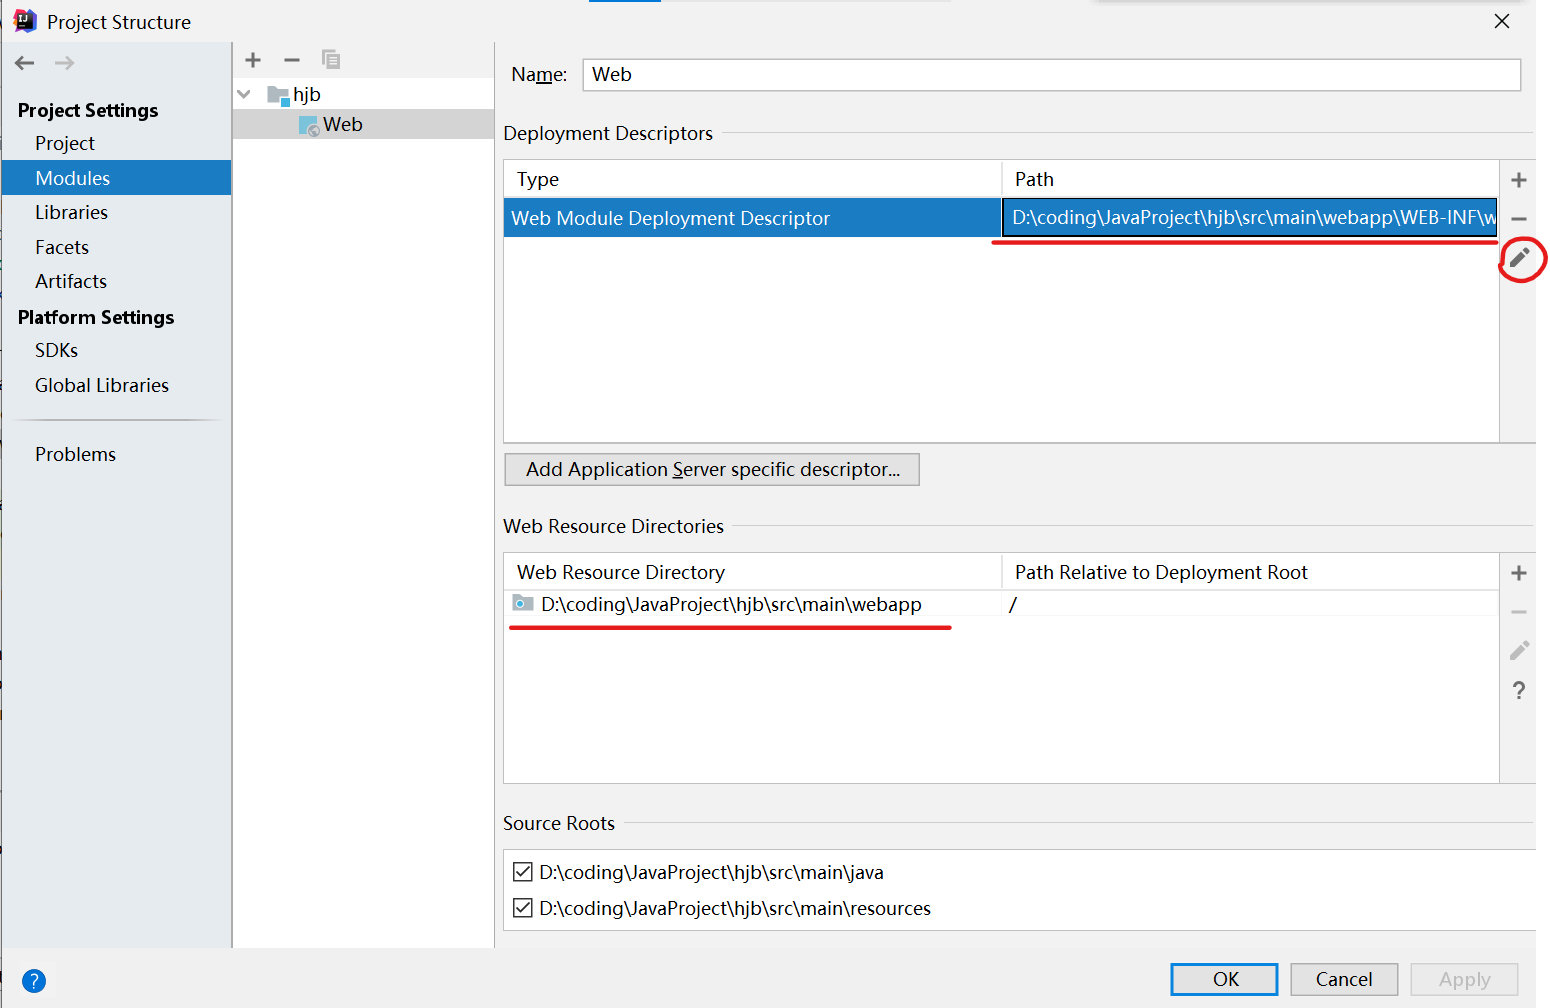 Project Structure
Project Settings
Project
Modules
Libraries
Facets
Artifacts
Platform Settings
SDKs
Global Libraries
Problems
hjb
Web
Name: Web
Deployment Descriptors
Type Path
Web Module Deployment Descriptor D:\coding\JavaProject\hjb\src\main\webapp\WEB-INF\w
Add Application Server specific descriptor...
Web Resource Directories
Web Resource Directory Path Relative to Deployment Root
D:\coding\JavaProject\hjb\src\main\webapp /
Source Roots
D:\coding\JavaProject\hjb\src\main\java
D:\coding\JavaProject\hjb\src\main\resources
OK Cancel Apply